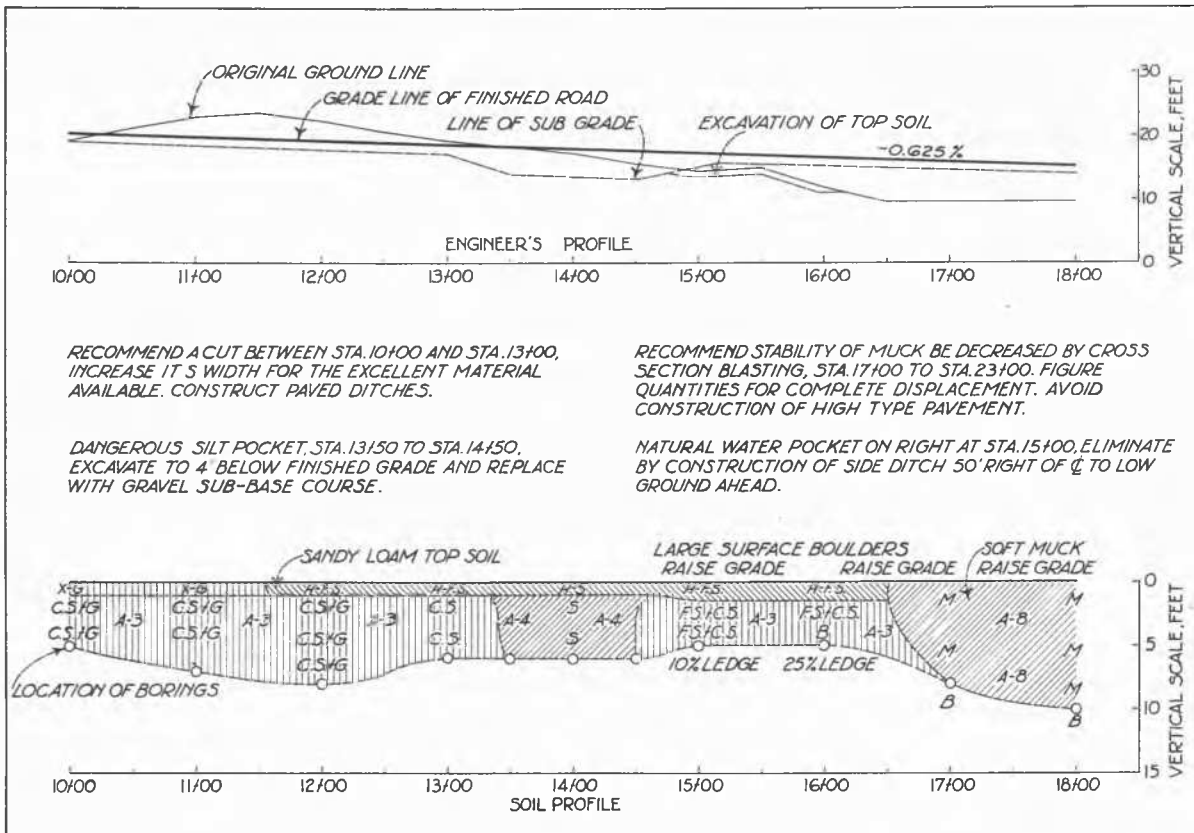 ORIGINAL GROUND LINE
GRADE LINE OF FINISHED ROAD
LINE OF SUB GRADE
EXCAVATION OF TOP SOIL
-0.625%
30
20
10
0
VERTICAL SCALE, FEET
ENGINEER'S PROFILE
10+00 11+00 12+00 13+00 14+00 15+00 16+00 17+00 18+00
RECOMMEND A CUT BETWEEN STA.10+00 AND STA.13+00,
INCREASE ITS WIDTH FOR THE EXCELLENT MATERIAL
AVAILABLE. CONSTRUCT PAVED DITCHES.
DANGEROUS SILT POCKET, STA.13+50 TO STA.14+50,
EXCAVATE TO 4' BELOW FINISHED GRADE AND REPLACE
WITH GRAVEL SUB-BASE COURSE.
RECOMMEND STABILITY OF MUCK BE DECREASED BY CROSS
SECTION BLASTING, STA.17+00 TO STA.23+00. FIGURE
QUANTITIES FOR COMPLETE DISPLACEMENT. AVOID
CONSTRUCTION OF HIGH TYPE PAVEMENT.
NATURAL WATER POCKET ON RIGHT AT STA.15+00, ELIMINATE
BY CONSTRUCTION OF SIDE DITCH 50' RIGHT OF ℄ TO LOW
GROUND AHEAD.
SANDY LOAM TOP SOIL
LARGE SURFACE BOULDERS
RAISE GRADE RAISE GRADE
SOFT MUCK
RAISE GRADE
X-G X-G H-F.S. H-F.S. H-S. H-F.S. H-F.S. M M
C.S.+G A-3 C.S.+G A-3 C.S.+G C.S. A-4 S A-4 F.S.+C.S. A-3 F.S.+C.S. A-8
C.S.+G C.S.+G C.S.+G C.S. S F.S.+C.S. B A-3 M M
C.S.+G A-8 M
10% LEDGE 25% LEDGE
B B
LOCATION OF BORINGS
0
5
10
15
VERTICAL SCALE, FEET
10+00 11+00 12+00 13+00 14+00 15+00 16+00 17+00 18+00
SOIL PROFILE